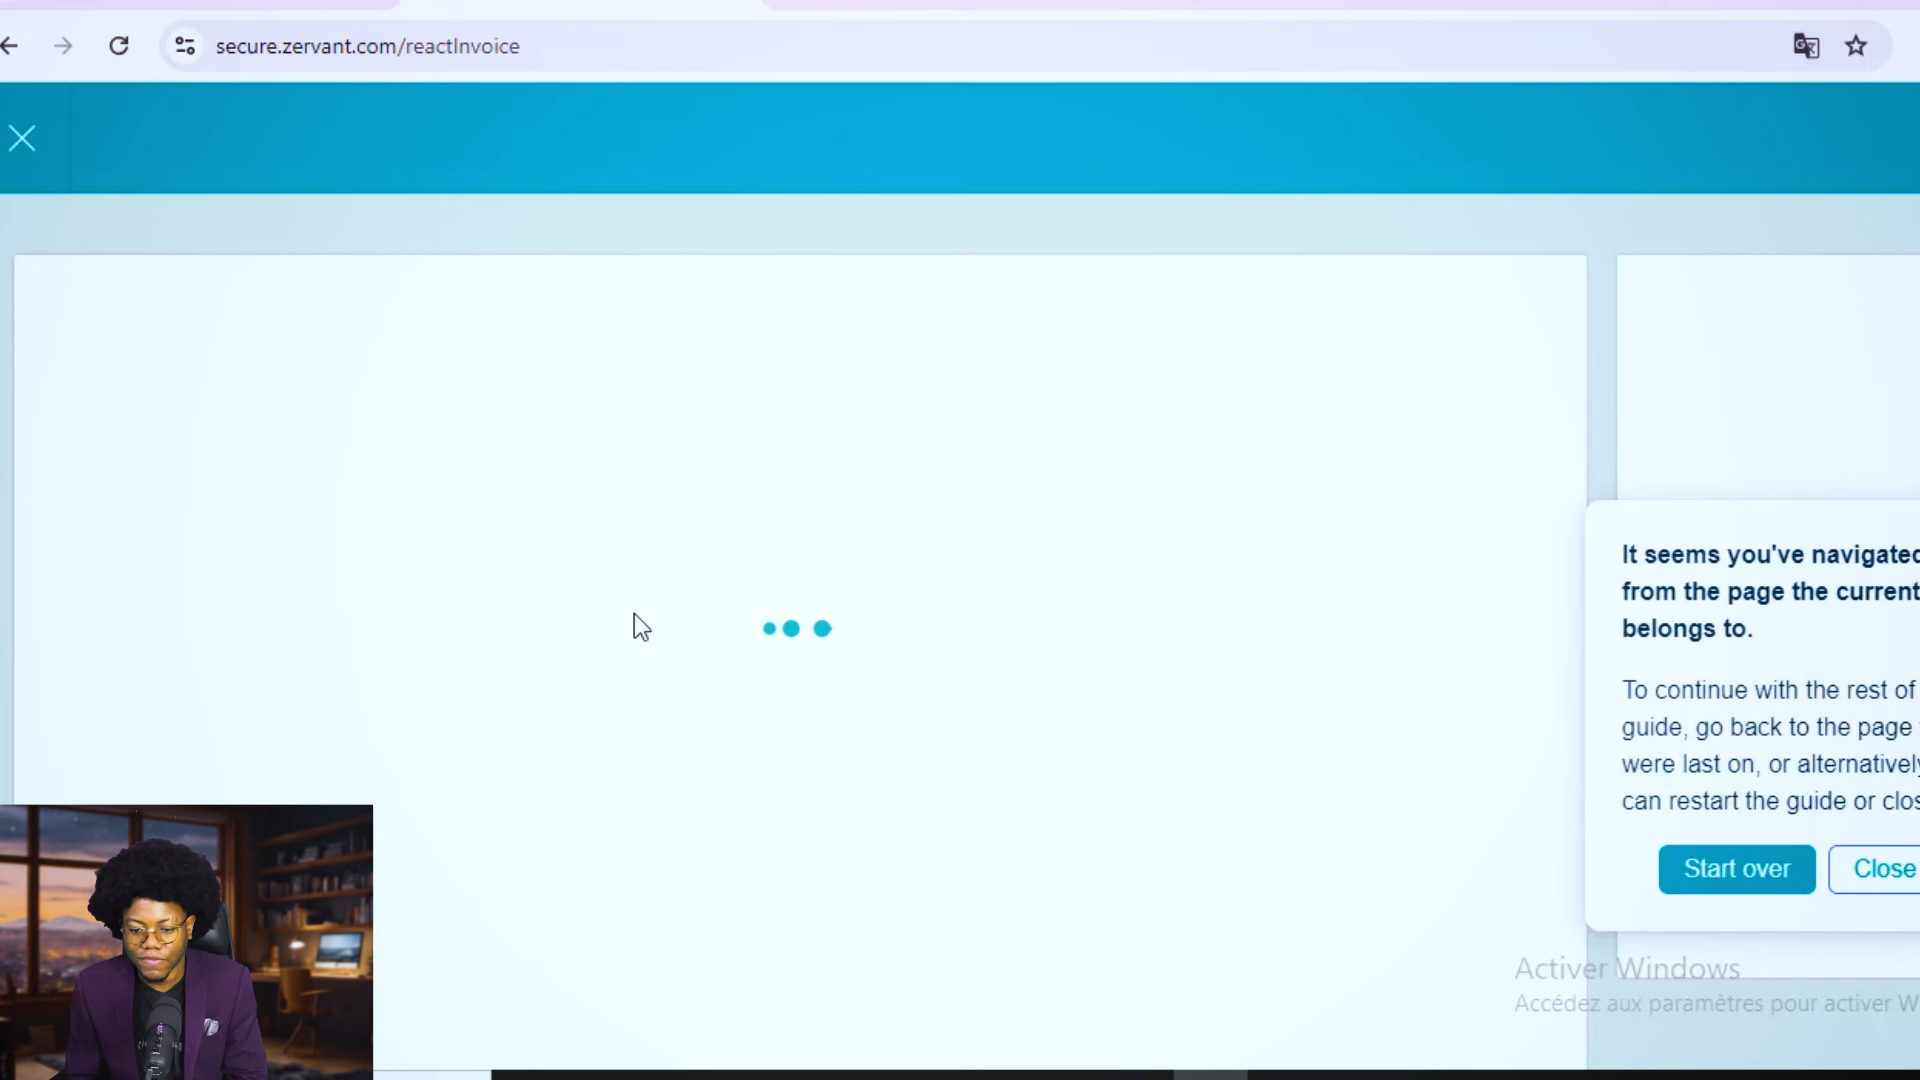 secure.zervant.com/reactInvoice
It seems you've navigated
from the page the current
belongs to.
To continue with the rest of
guide, go back to the page
were last on, or alternatively
can restart the guide or clos
Start over
Close
Activer Windows
Accédez aux paramètres pour activer W